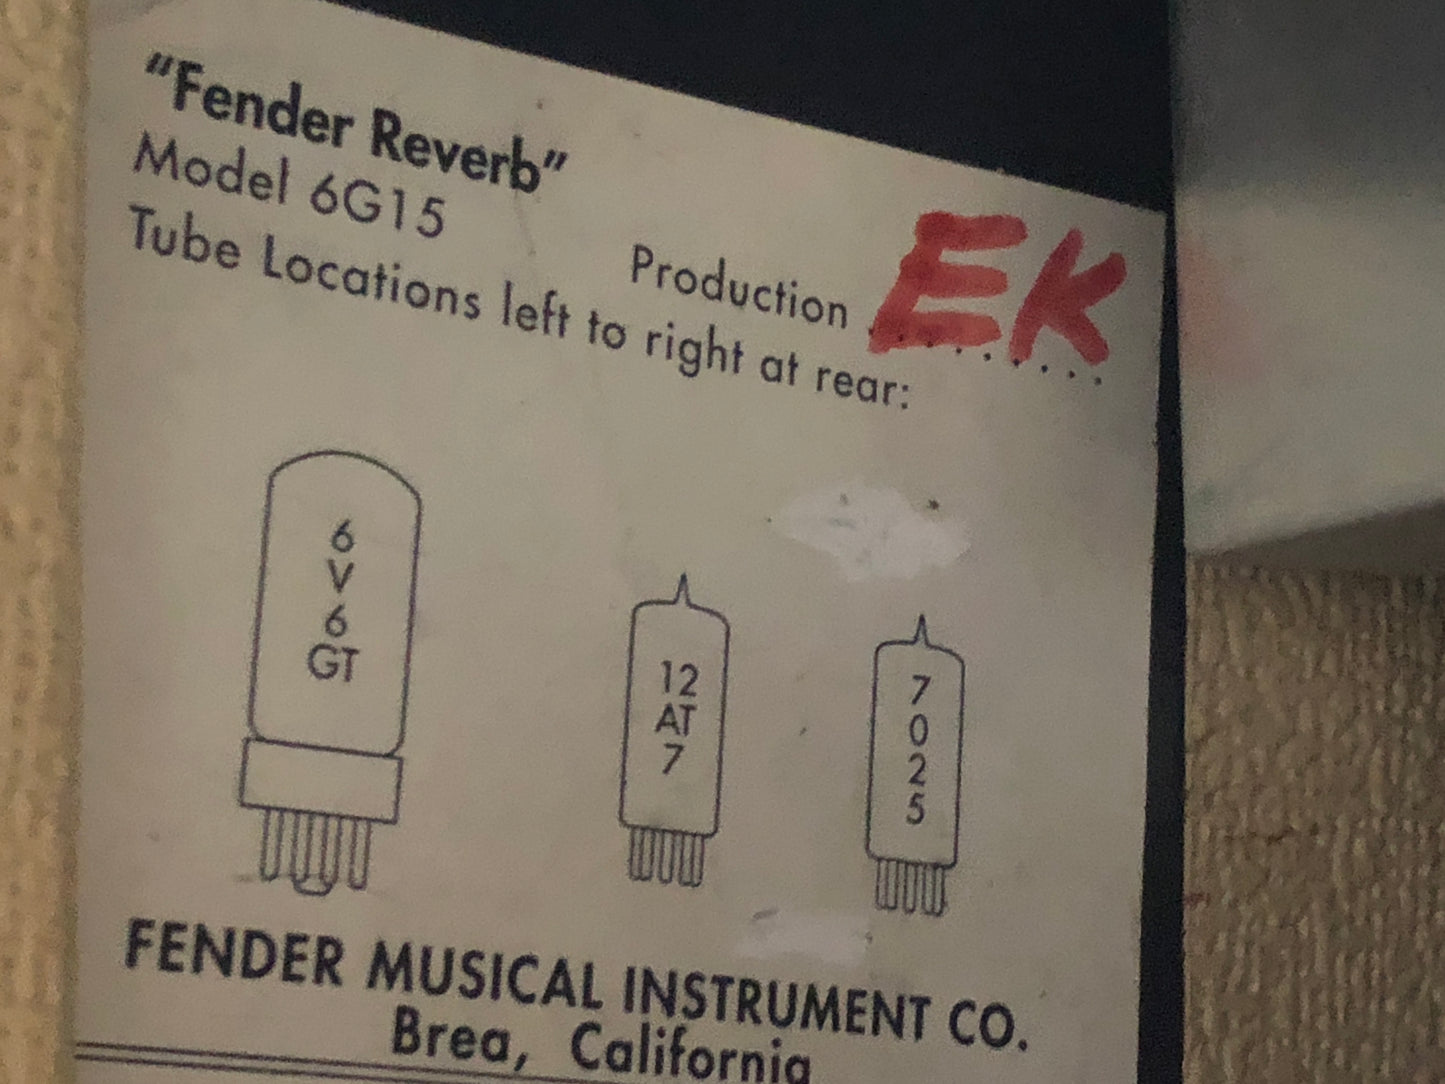 “Fender Reverb”
Model 6G15
Production ......... EK
Tube Locations left to right at rear:
6
V
6
GT
12
AT
7
7
0
2
5
FENDER MUSICAL INSTRUMENT CO.
Brea, California